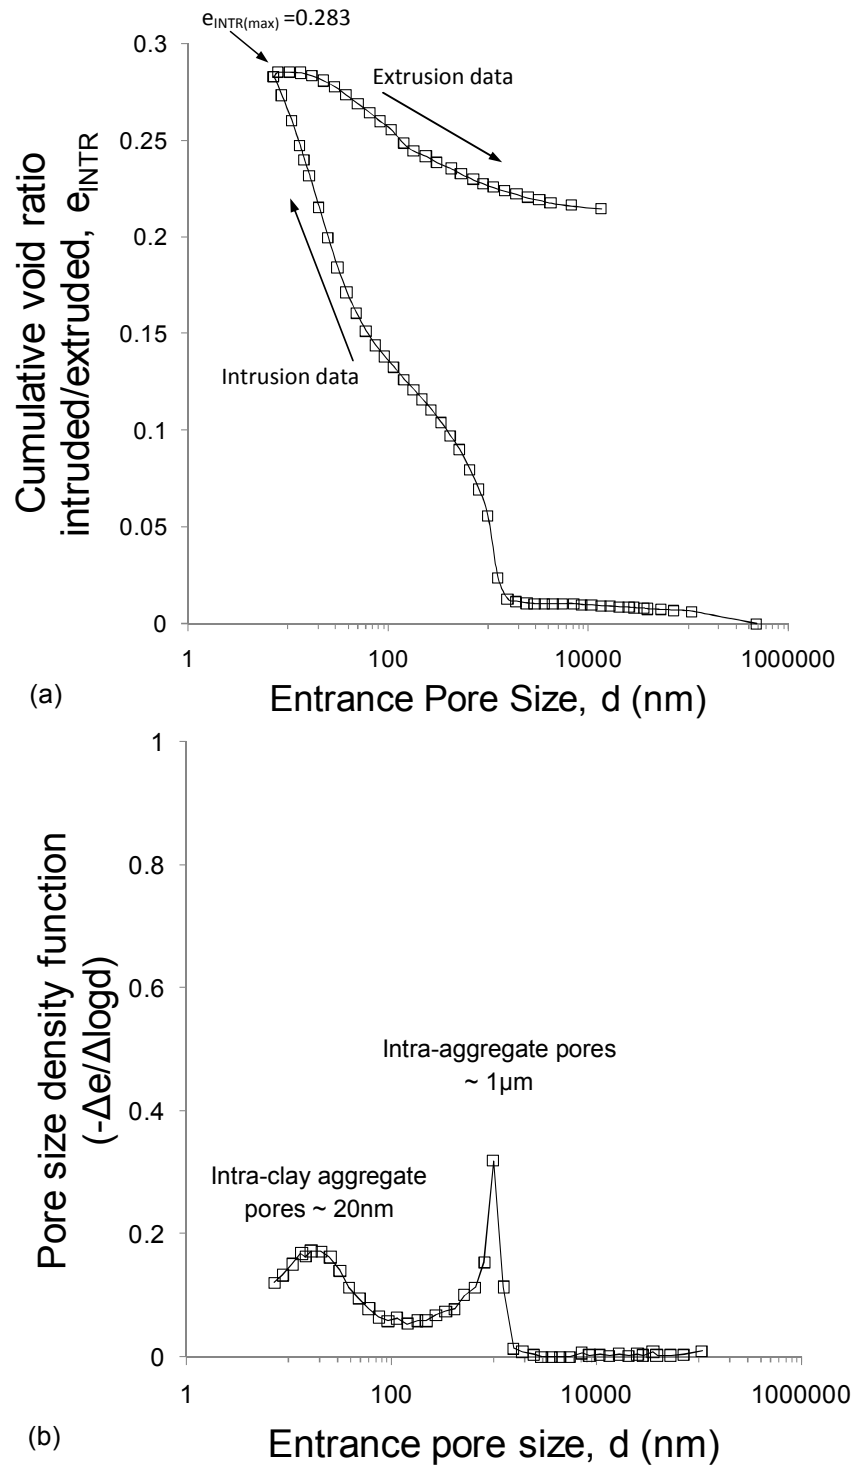 eINTR(max) =0.283
0.3
0.25
0.2
0.15
0.1
0.05
0
Cumulative void ratio
intruded/extruded, eINTR
Extrusion data
Intrusion data
1
100
10000
1000000
(a)
Entrance Pore Size, d (nm)
1
0.8
0.6
0.4
0.2
0
Pore size density function
(-Δe/Δlogd)
Intra-aggregate pores
~ 1µm
Intra-clay aggregate
pores ~ 20nm
1
100
10000
1000000
(b)
Entrance pore size, d (nm)